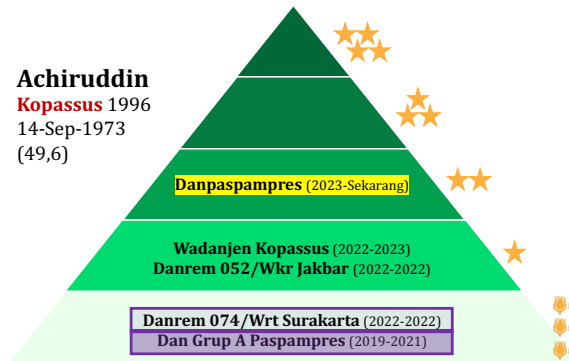 Achiruddin
Kopassus 1996
14-Sep-1973
(49,6)
Danpaspampres (2023-Sekarang)
Wadanjen Kopassus (2022-2023)
Danrem 052/Wkr Jakbar (2022-2022)
Danrem 074/Wrt Surakarta (2022-2022)
Dan Grup A Paspampres (2019-2021)